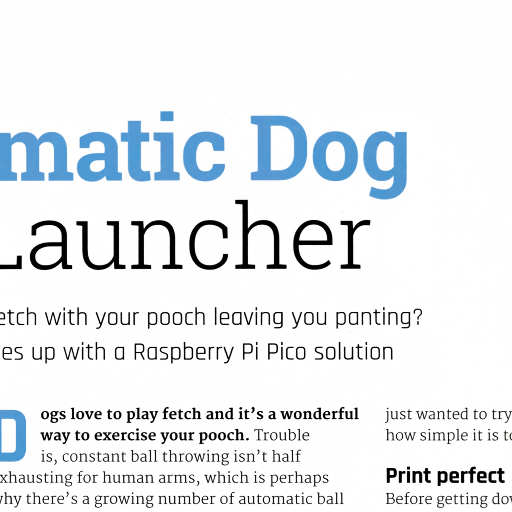 matic Dog
Launcher
etch with your pooch leaving you panting?
es up with a Raspberry Pi Pico solution
Dogs love to play fetch and it's a wonderful
way to exercise your pooch. Trouble
is, constant ball throwing isn't half
xhausting for human arms, which is perhaps
why there's a growing number of automatic ball
just wanted to try
how simple it is to
Print perfect
Before getting dow